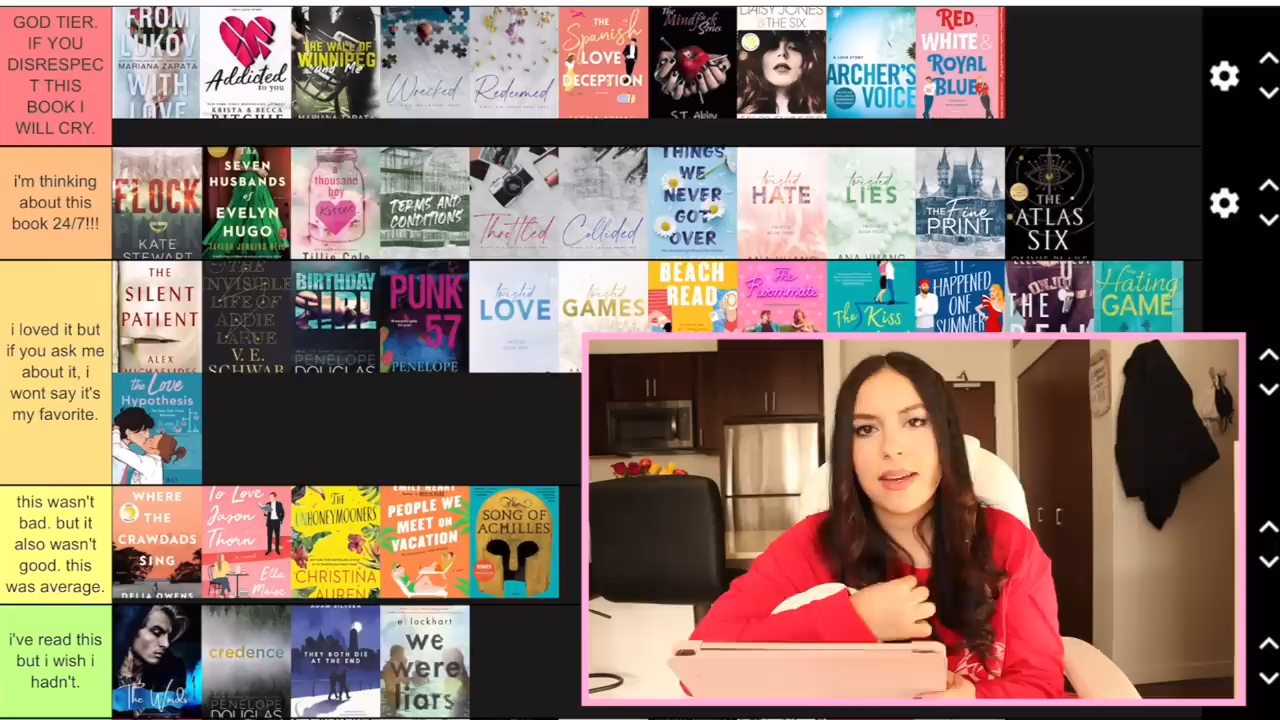 GOD TIER.
IF YOU
DISRESPEC
T THIS
BOOK I
WILL CRY.
FROM
LUKOV
MARIANA ZAPATA
WITH
LOVE
Addicted
to you
KRISTA & BECCA
RITCHIE
THE WALL OF
WINNIPEG
and Me
MARIANA ZAPATA
Wrecked
Redeemed
THE
Spanish
LOVE
DECEPTION
The
Mindf*ck
Series
S.T. Abby
DAISY JONES
& THE SIX
A LOVE STORY
ARCHER'S
VOICE
RED,
WHITE &
ROYAL
BLUE
i'm thinking
about this
book 24/7!!!
FLOCK
KATE
STEWART
The
SEVEN
HUSBANDS
of
EVELYN
HUGO
TAYLOR JENKINS REID
a
thousand
boy
Kisses
Tillie Cole
TERMS AND
CONDITIONS
Throttled
Collided
THINGS
WE
NEVER
GOT
OVER
twisted
HATE
ANA HUANG
twisted
LIES
ANA HUANG
THE
Fine
PRINT
THE
ATLAS
SIX
OLIVIE BLAKE
i loved it but
if you ask me
about it, i
wont say it's
my favorite.
THE
SILENT
PATIENT
ALEX
MICHAELIDES
THE
INVISIBLE
LIFE OF
ADDIE
LARUE
V. E.
SCHWAB
BIRTHDAY
GIRL
PENELOPE
DOUGLAS
PUNK
57
PENELOPE
twisted
LOVE
twisted
GAMES
BEACH
READ
The
Roommate
The Kiss
IT
HAPPENED
ONE
SUMMER
THE
DEAL
Hating
GAME
the Love
Hypothesis
ALI
this wasn't
bad. but it
also wasn't
good. this
was average.
WHERE
THE
CRAWDADS
SING
DELIA OWENS
To Love
Jason
Thorn
a novel
Ella
Maise
THE
UNHONEYMOONERS
CHRISTINA
LAUREN
EMILY HENRY
PEOPLE WE
MEET ON
VACATION
The
SONG OF
ACHILLES
i've read this
but i wish i
hadn't.
The Words
credence
PENELOPE
DOUGLAS
ADAM SILVERA
THEY BOTH DIE
AT THE END
e. lockhart
we
were
liars